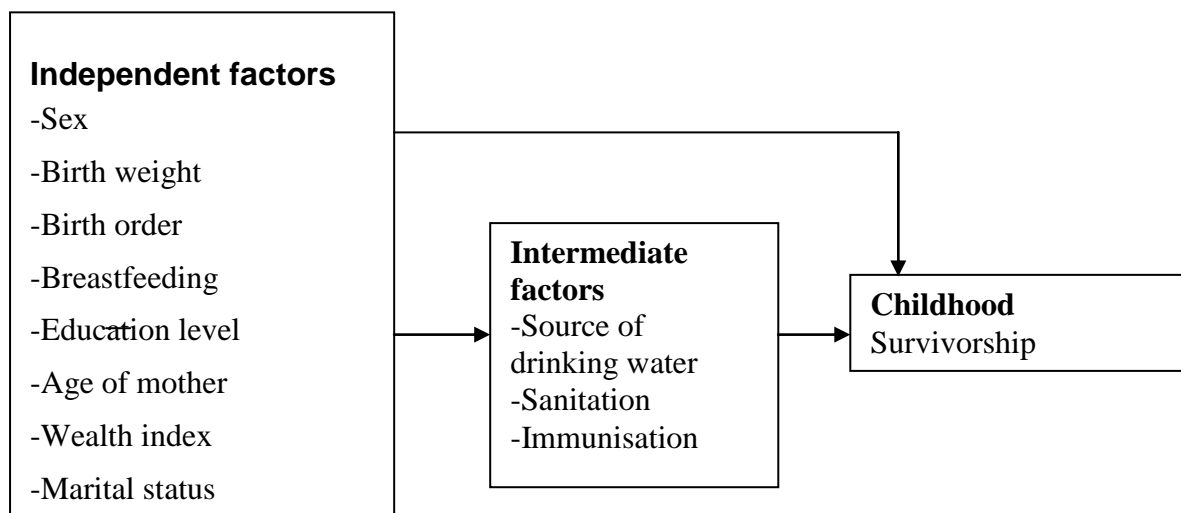 Independent factors
-Sex
-Birth weight
-Birth order
-Breastfeeding
-Education level
-Age of mother
-Wealth index
-Marital status
Intermediate
factors
-Source of
drinking water
-Sanitation
-Immunisation
Childhood
Survivorship